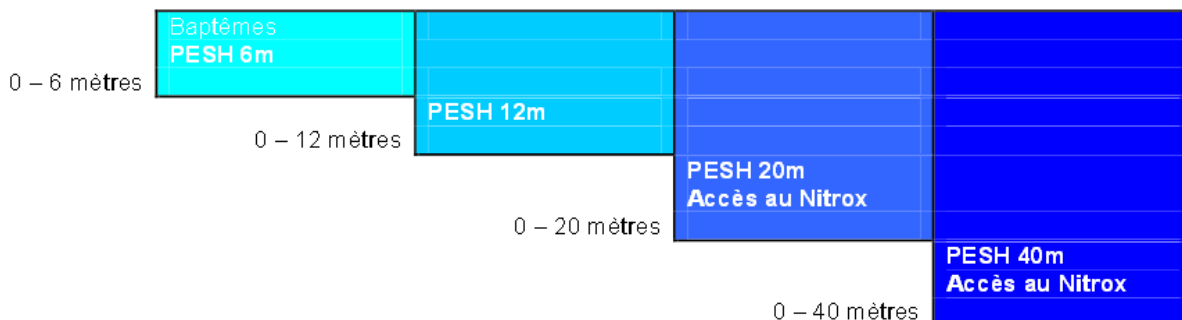 Baptêmes
PESH 6m
0 – 6 mètres
PESH 12m
0 – 12 mètres
PESH 20m
Accès au Nitrox
0 – 20 mètres
PESH 40m
Accès au Nitrox
0 – 40 mètres